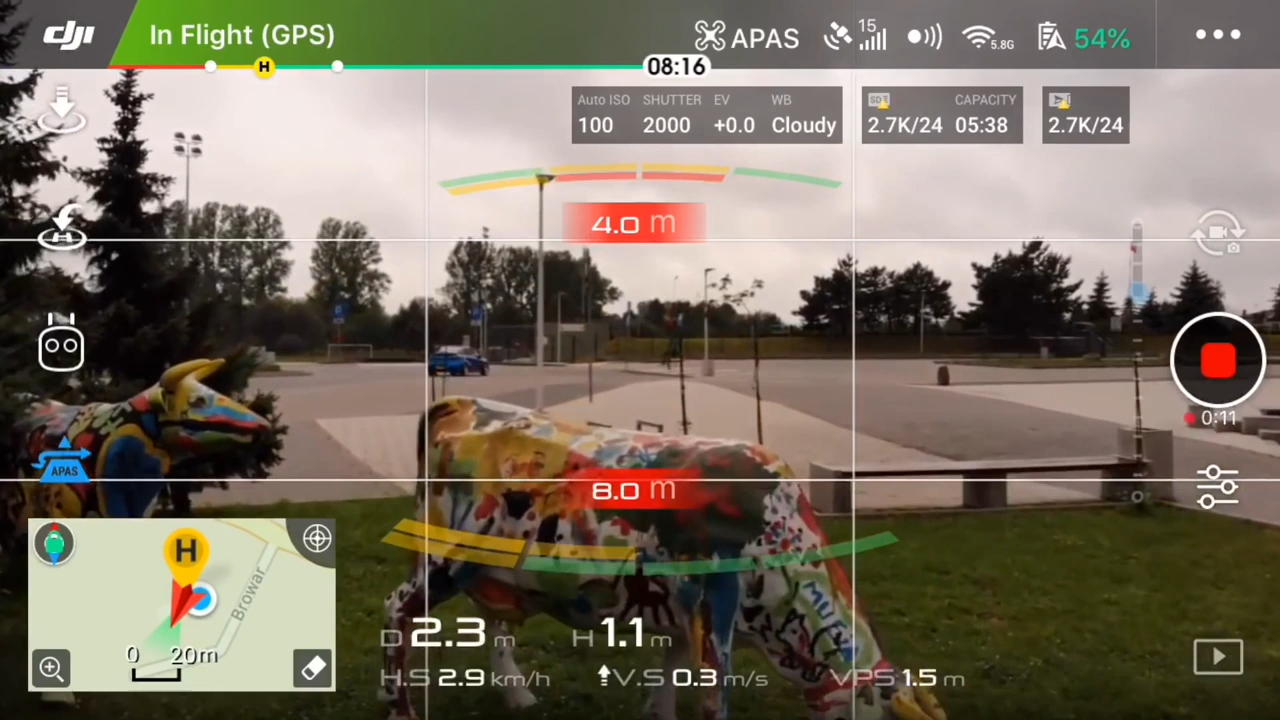 dji In Flight (GPS) APAS 15 5.8G 54%
H 08:16
Auto ISO SHUTTER EV WB SD CAPACITY
100 2000 +0.0 Cloudy 2.7K/24 05:38 2.7K/24
4.0 m
H
0:11
APAS
8.0 m
H
Browar
0 20m
MU
D 2.3 m H 1.1 m
H.S 2.9 km/h V.S 0.3 m/s VPS 1.5 m